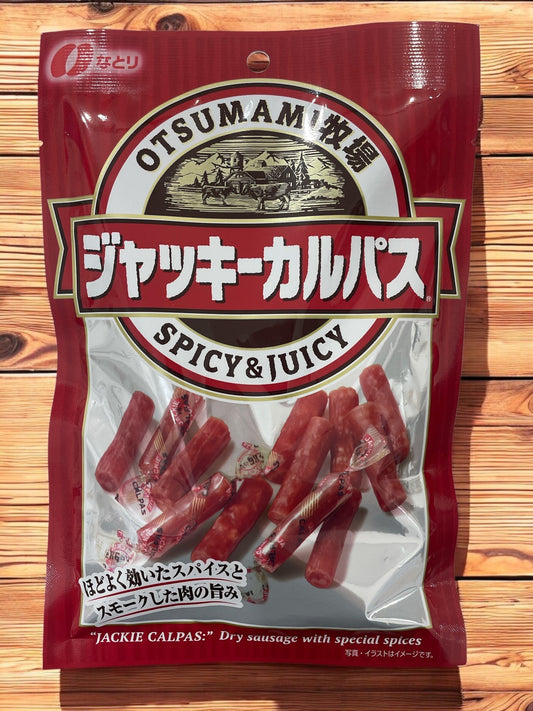 なとり
OTSUMAMI牧場
ジャッキーカルパス®
SPICY&JUICY
ほどよく効いたスパイスと
スモークした肉の旨み
"JACKIE CALPAS:" Dry sausage with special spices
写真・イラストはイメージです。